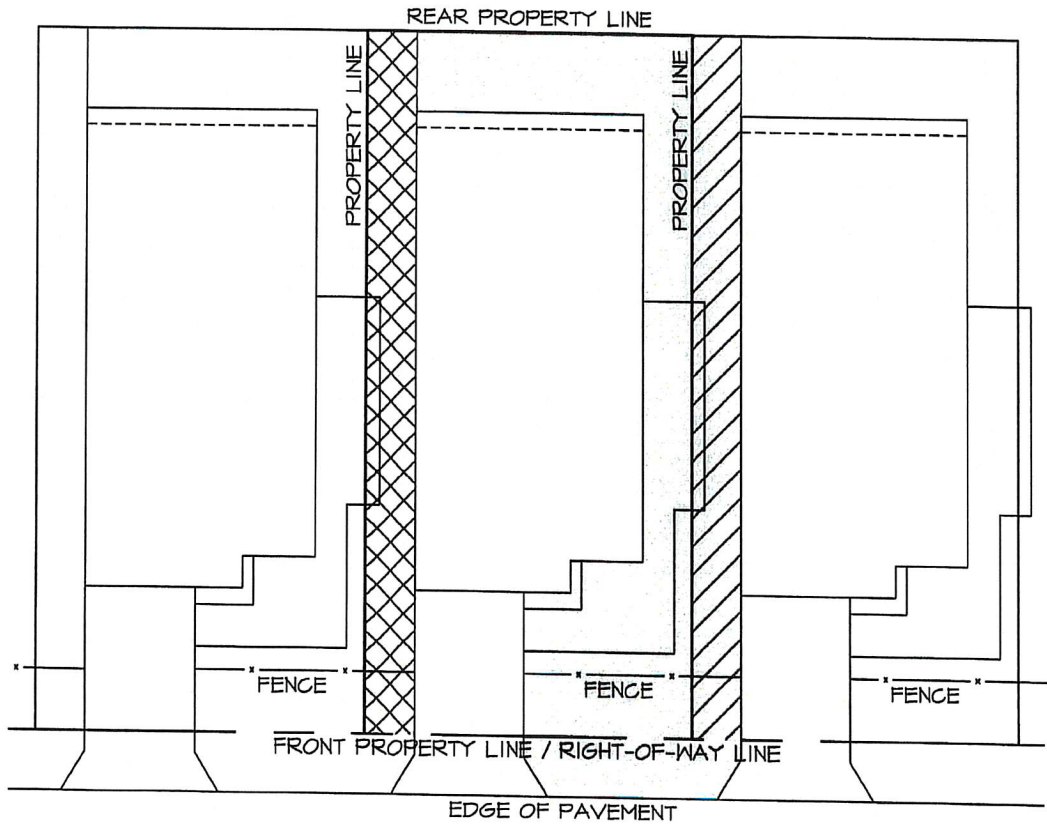 REAR PROPERTY LINE
PROPERTY LINE
PROPERTY LINE
FENCE
FENCE
FENCE
FRONT PROPERTY LINE / RIGHT-OF-WAY LINE
EDGE OF PAVEMENT